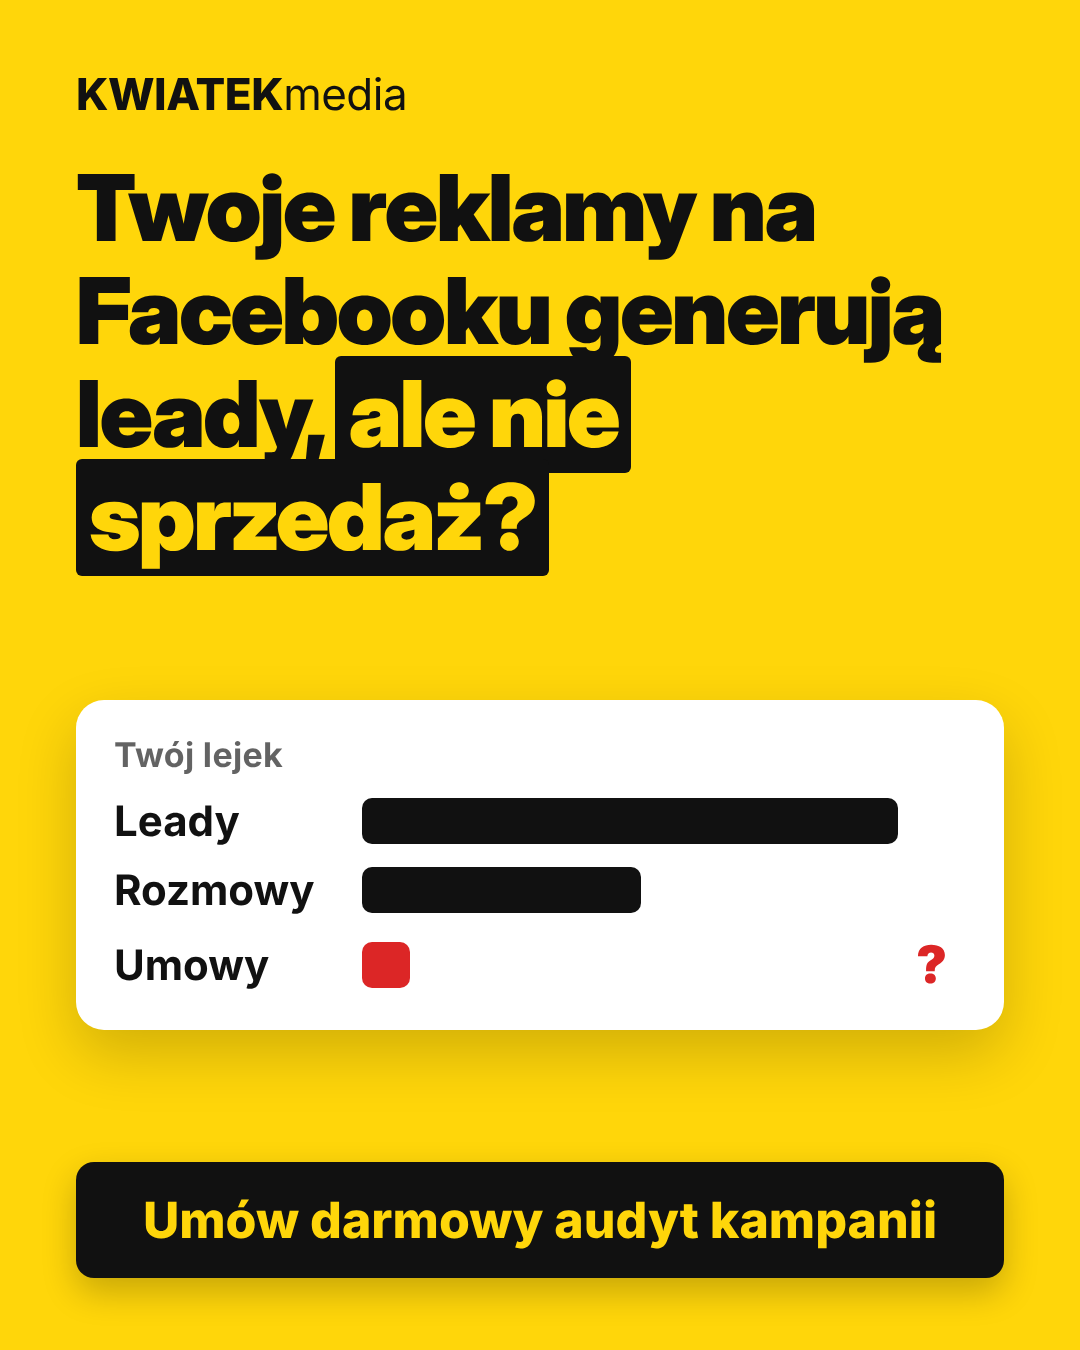 KWIATEKmedia
Twoje reklamy na
Facebooku generują
leady, ale nie
sprzedaż?
Twój lejek
Leady
Rozmowy
Umowy ?
Umów darmowy audyt kampanii